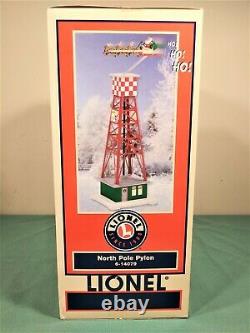 HO!
HO!
HO!
LIONEL
SINCE 1900
L
North Pole Pylon
6-14079
LIONEL